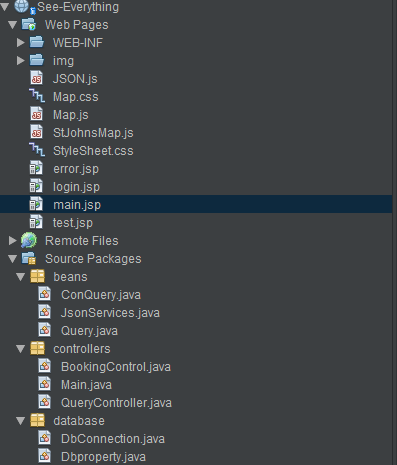 See-Everything
Web Pages
WEB-INF
img
JSON.js
Map.css
Map.js
StJohnsMap.js
StyleSheet.css
error.jsp
login.jsp
main.jsp
test.jsp
Remote Files
Source Packages
beans
ConQuery.java
JsonServices.java
Query.java
controllers
BookingControl.java
Main.java
QueryController.java
database
DbConnection.java
Dbproperty.java